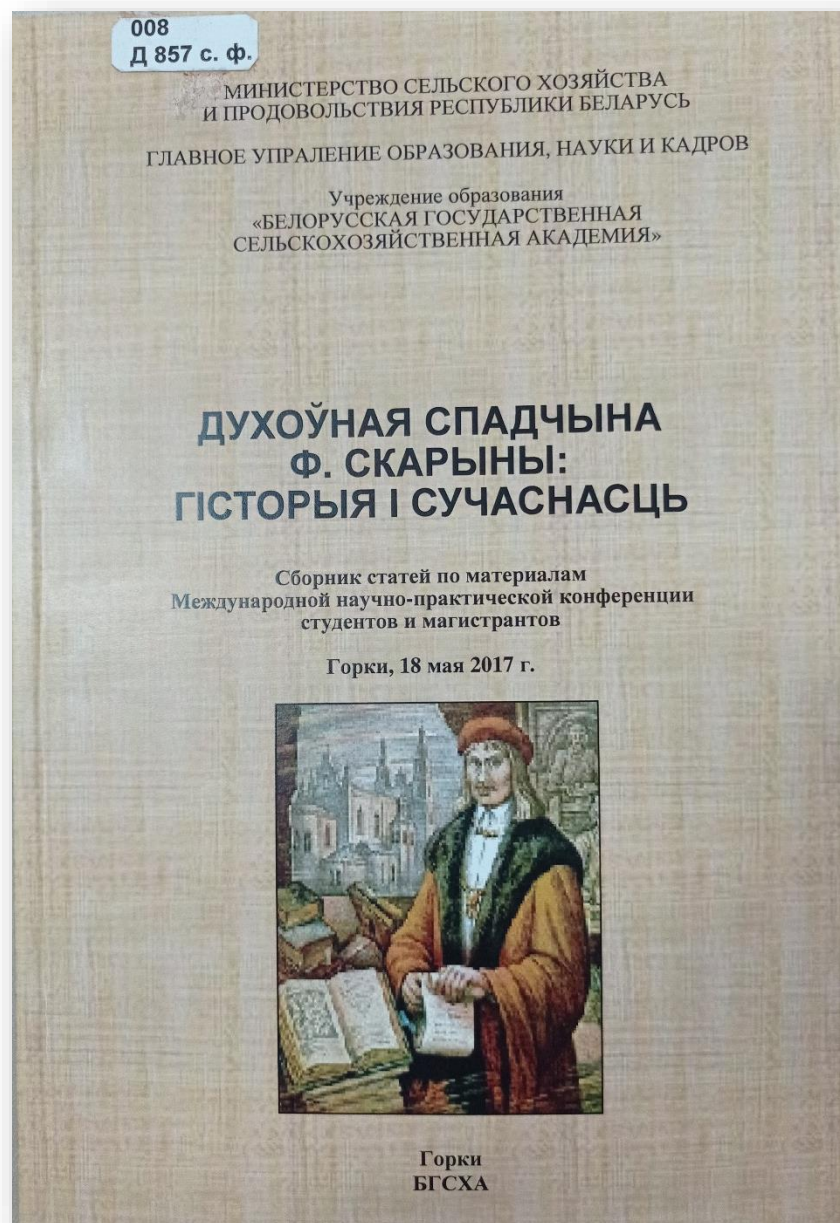 008
Д 857 с. ф.
МИНИСТЕРСТВО СЕЛЬСКОГО ХОЗЯЙСТВА
И ПРОДОВОЛЬСТВИЯ РЕСПУБЛИКИ БЕЛАРУСЬ
ГЛАВНОЕ УПРАЛЕНИЕ ОБРАЗОВАНИЯ, НАУКИ И КАДРОВ
Учреждение образования
«БЕЛОРУССКАЯ ГОСУДАРСТВЕННАЯ
СЕЛЬСКОХОЗЯЙСТВЕННАЯ АКАДЕМИЯ»
ДУХОЎНАЯ СПАДЧЫНА
Ф. СКАРЫНЫ:
ГІСТОРЫЯ І СУЧАСНАСЦЬ
Сборник статей по материалам
Международной научно-практической конференции
студентов и магистрантов
Горки, 18 мая 2017 г.
Горки
БГСХА